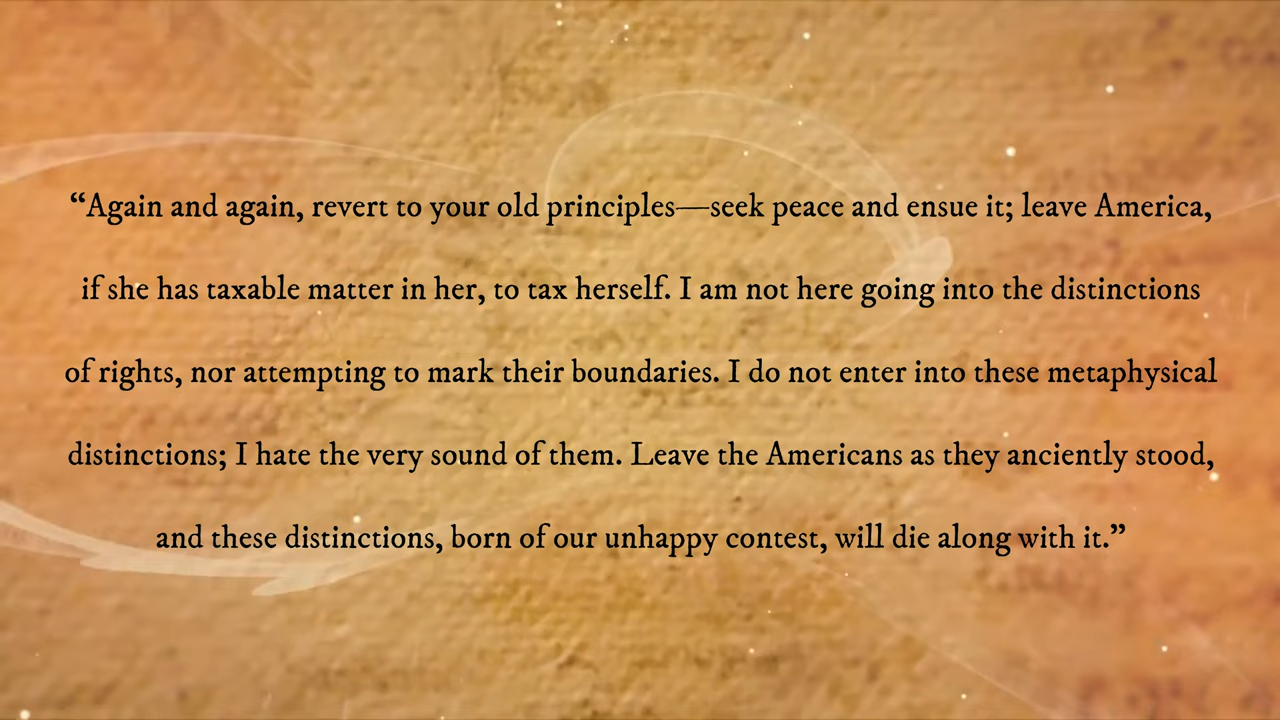 “Again and again, revert to your old principles—seek peace and ensue it; leave America,
if she has taxable matter in her, to tax herself. I am not here going into the distinctions
of rights, nor attempting to mark their boundaries. I do not enter into these metaphysical
distinctions; I hate the very sound of them. Leave the Americans as they anciently stood,
and these distinctions, born of our unhappy contest, will die along with it.”